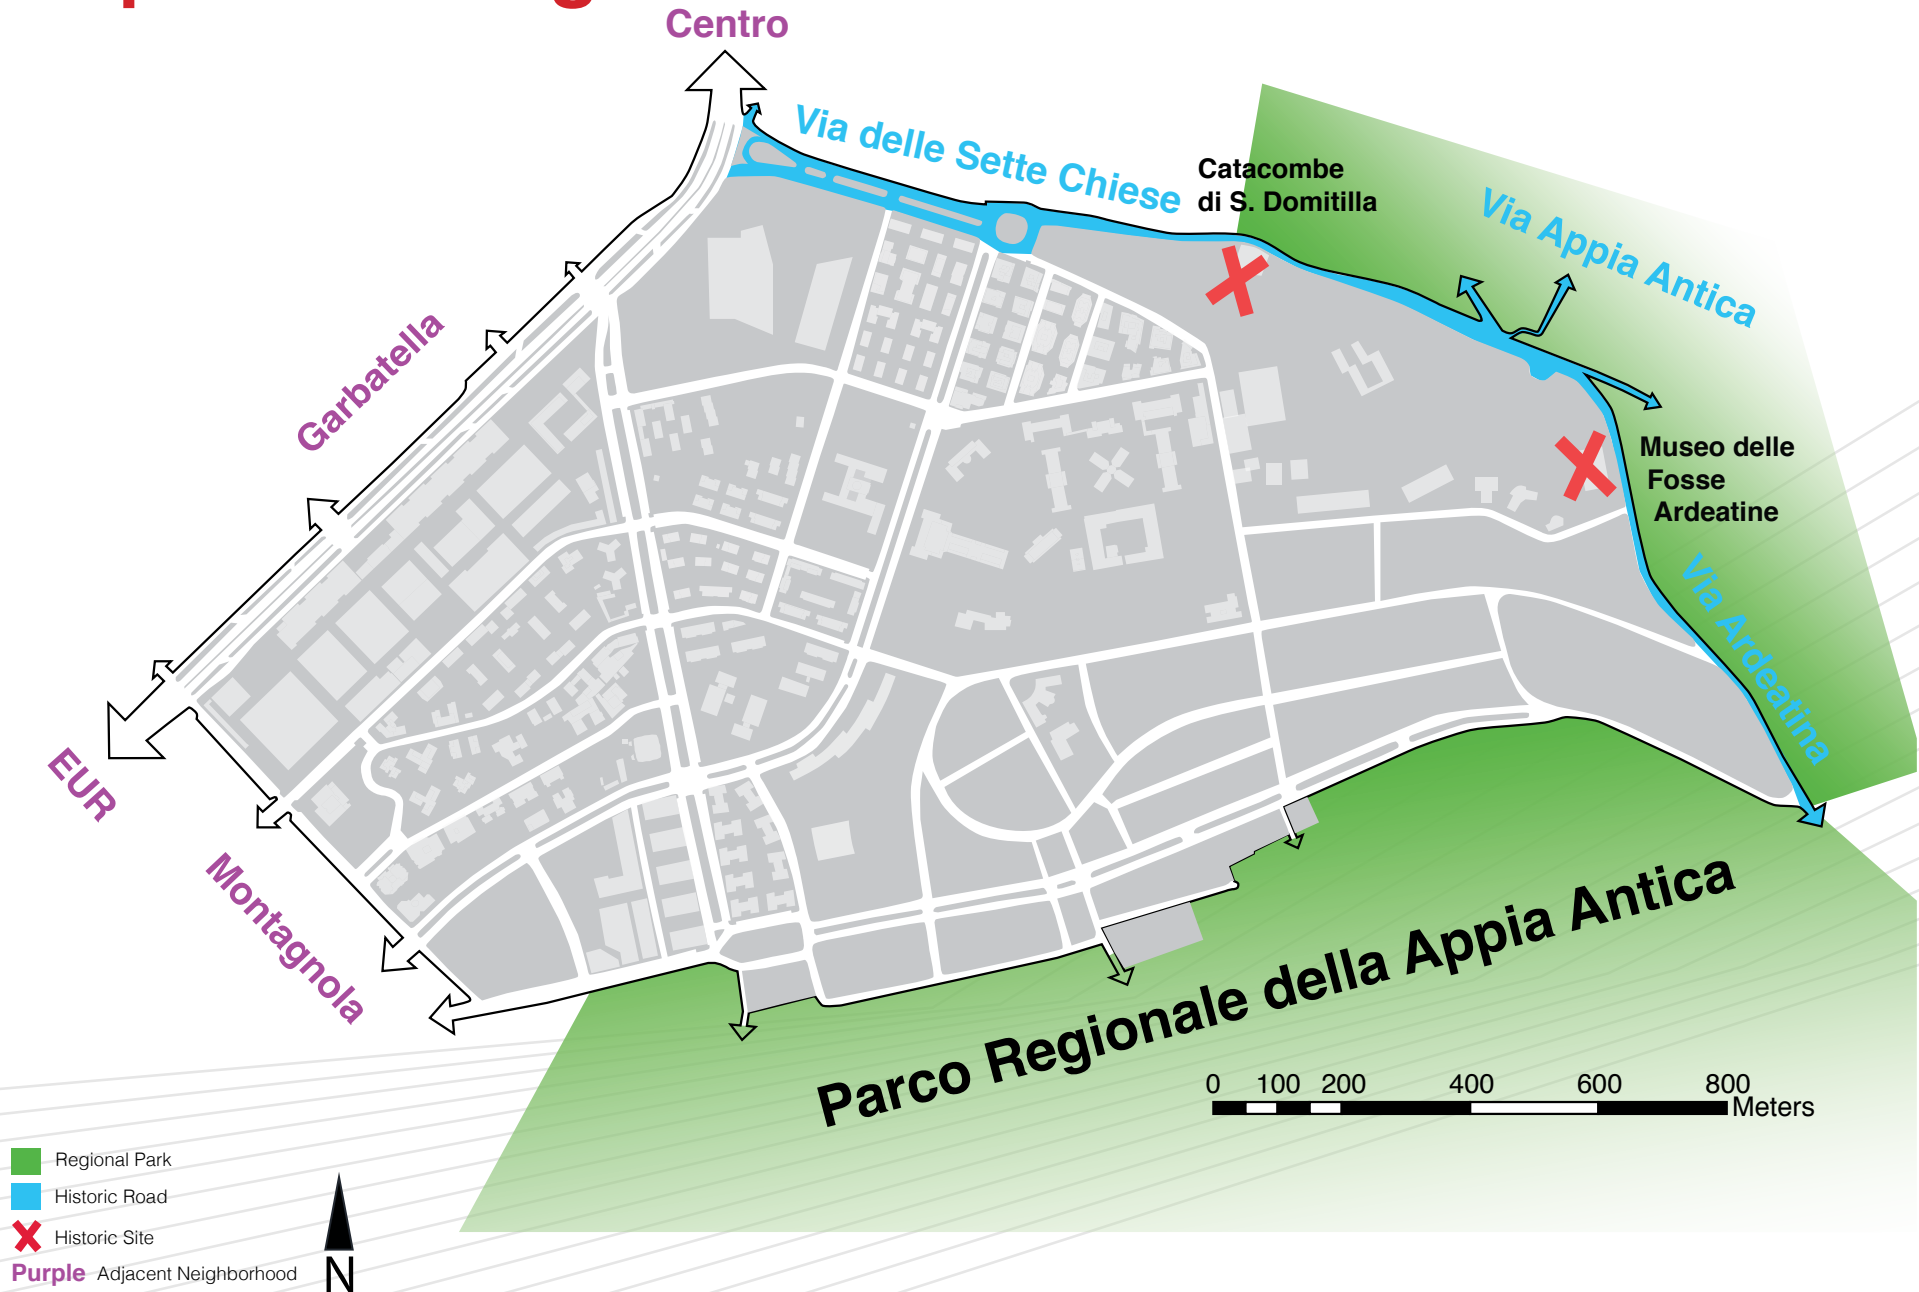 Centro
Via delle Sette Chiese
Catacombe
di S. Domitilla
Via Appia Antica
Garbatella
Museo delle
Fosse
Ardeatine
Via Ardeatina
EUR
Montagnola
Parco Regionale della Appia Antica
0 100 200 400 600 800
Meters
Regional Park
Historic Road
Historic Site
Purple Adjacent Neighborhood
N